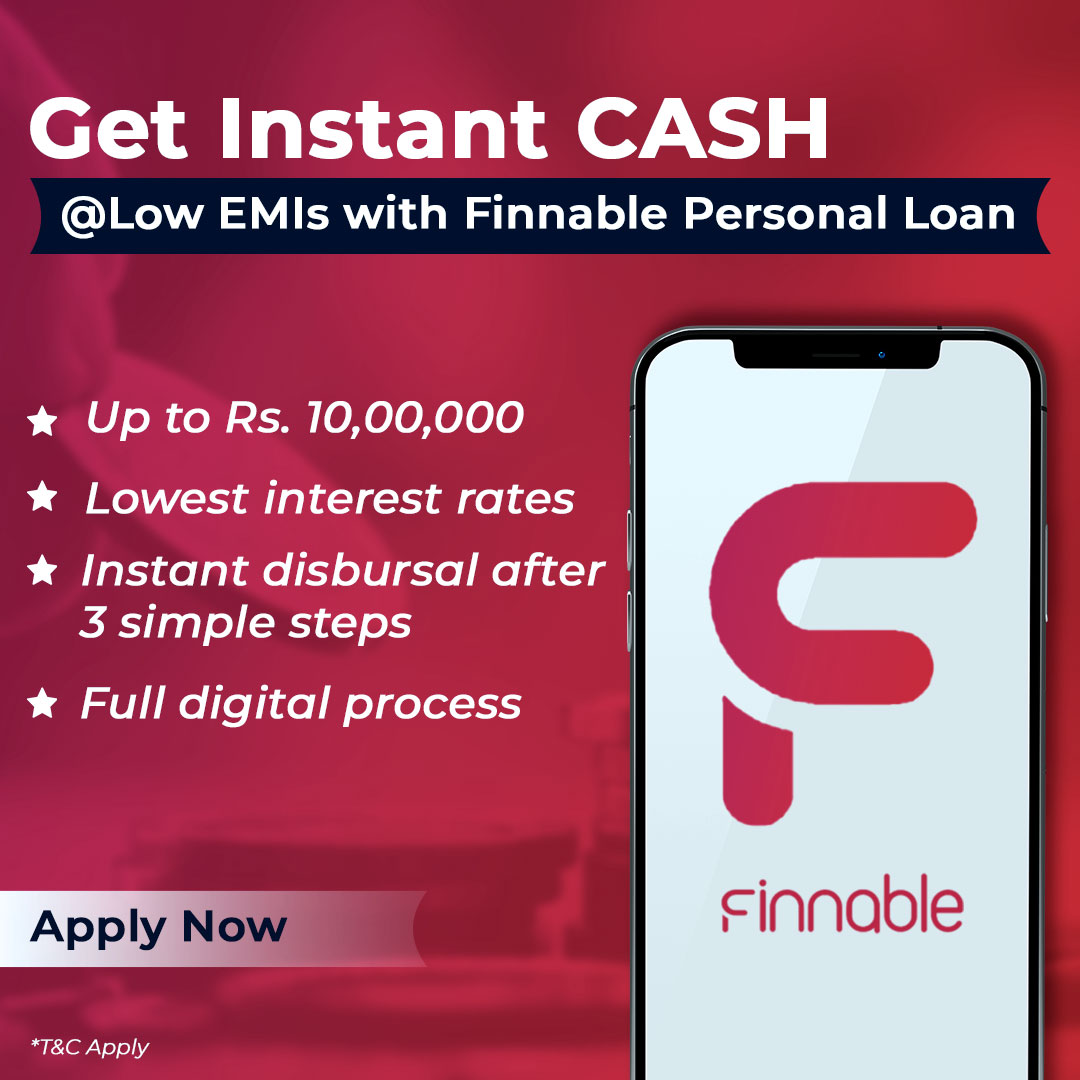 Get Instant CASH
@Low EMIs with Finnable Personal Loan
Up to Rs. 10,00,000
Lowest interest rates
Instant disbursal after
3 simple steps
Full digital process
Finnable
Apply Now
*T&C Apply